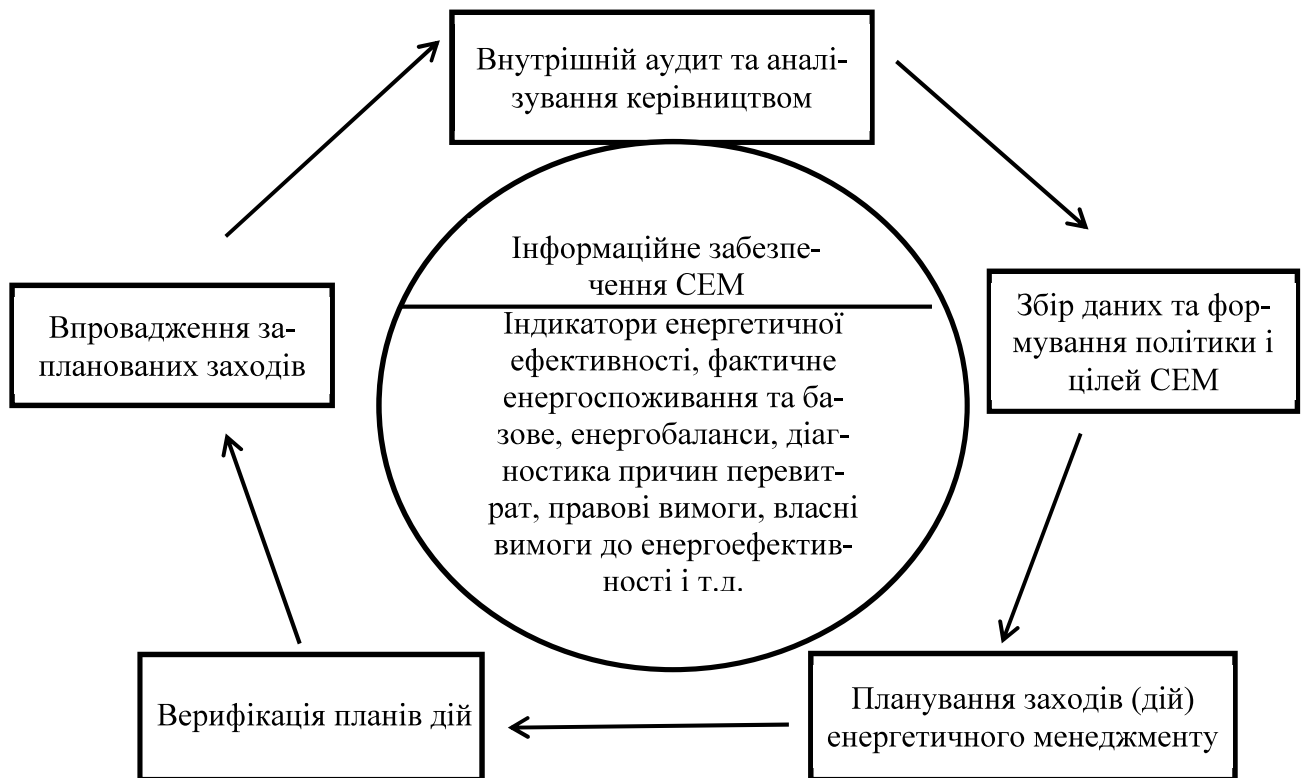 Внутрішній аудит та аналі-
зування керівництвом
Інформаційне забезпе-
чення СЕМ
Індикатори енергетичної
ефективності, фактичне
енергоспоживання та ба-
зове, енергобаланси, діаг-
ностика причин перевит-
рат, правові вимоги, власні
вимоги до енергоефектив-
ності і т.д.
Збір даних та фор-
мування політики і
цілей СЕМ
Планування заходів (дій)
енергетичного менеджменту
Верифікація планів дій
Впровадження за-
планованих заходів